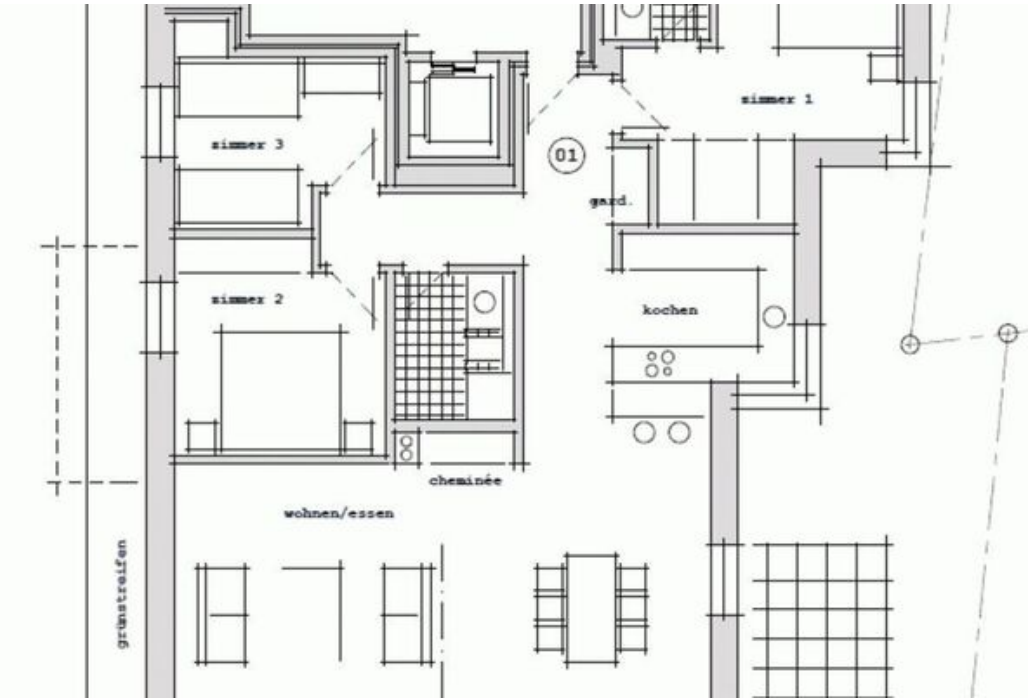 zimmer 1
zimmer 3
01
gard.
zimmer 2
kochen
cheminée
wohnen/essen
grünstreifen